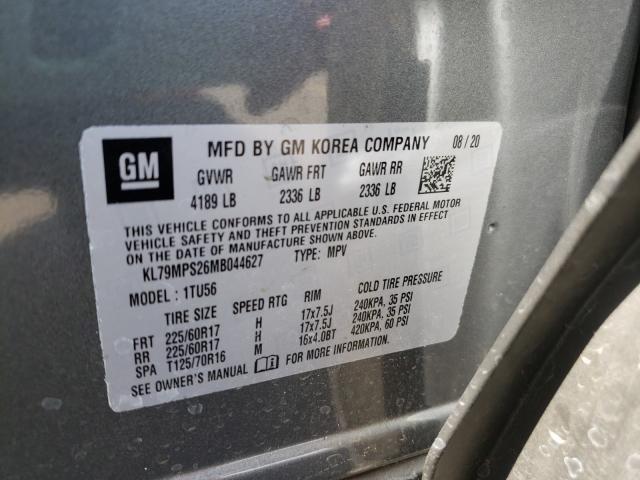 GM
MFD BY GM KOREA COMPANY 08 / 20
GVWR GAWR FRT GAWR RR
4189 LB 2336 LB 2336 LB
THIS VEHICLE CONFORMS TO ALL APPLICABLE U.S. FEDERAL MOTOR
VEHICLE SAFETY AND THEFT PREVENTION STANDARDS IN EFFECT
ON THE DATE OF MANUFACTURE SHOWN ABOVE.
KL79MPS26MB044627 TYPE: MPV
MODEL : 1TU56
TIRE SIZE SPEED RTG RIM COLD TIRE PRESSURE
FRT 225/60R17 H 17x7.5J 240KPA, 35 PSI
RR 225/60R17 H 17x7.5J 240KPA, 35 PSI
SPA T125/70R16 M 16x4.0BT 420KPA, 60 PSI
SEE OWNER'S MANUAL FOR MORE INFORMATION.